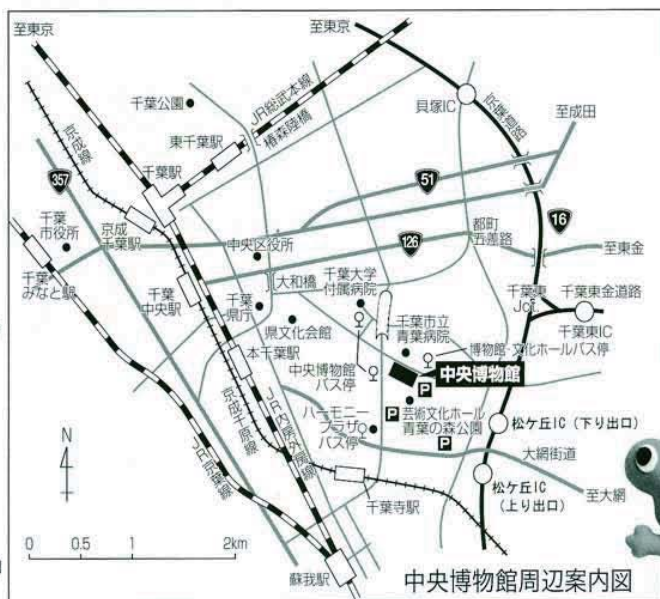 至東京
至東京
千葉公園
JR総武本線
貝塚IC
京葉道路
至成田
京成線
東千葉駅
椿森陸橋
千葉駅
357
51
16
千葉
市役所
京成
千葉駅
中央区役所
126
都町
五差路
至東金
千葉
みなと駅
千葉
中央駅
大和橋
千葉大学
付属病院
千葉東
Jct.
千葉東金道路
千葉
県庁
県文化会館
千葉市立
青葉病院
千葉東IC
本千葉駅
博物館・文化ホールバス停
中央博物館
バス停
中央博物館
P
京成千原線
JR内房外房線
ハーモニー
プラザ
バス停
P
芸術文化ホール
青葉の森公園
P
松ケ丘IC（下り出口）
大網街道
N
JR京葉線
千葉寺駅
松ケ丘IC
（上り出口）
至大網
0 0.5 1 2km
蘇我駅
中央博物館周辺案内図